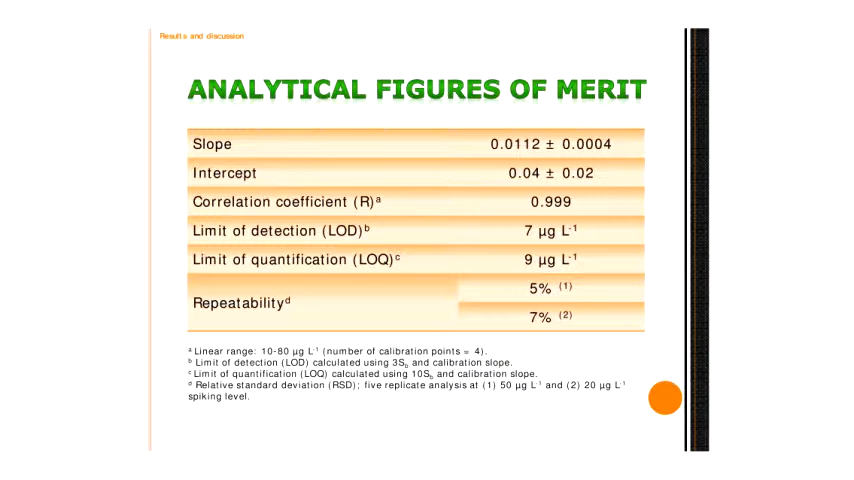 Results and discussion
ANALYTICAL FIGURES OF MERIT
Slope 0.0112 ± 0.0004
Intercept 0.04 ± 0.02
Correlation coefficient (R)ᵃ 0.999
Limit of detection (LOD)ᵇ 7 µg L⁻¹
Limit of quantification (LOQ)ᶜ 9 µg L⁻¹
Repeatabilityᵈ 5% ⁽¹⁾
7% ⁽²⁾
ᵃ Linear range: 10-80 µg L⁻¹ (number of calibration points = 4).
ᵇ Limit of detection (LOD) calculated using 3S_b and calibration slope.
ᶜ Limit of quantification (LOQ) calculated using 10S_b and calibration slope.
ᵈ Relative standard deviation (RSD); five replicate analysis at (1) 50 µg L⁻¹ and (2) 20 µg L⁻¹
spiking level.